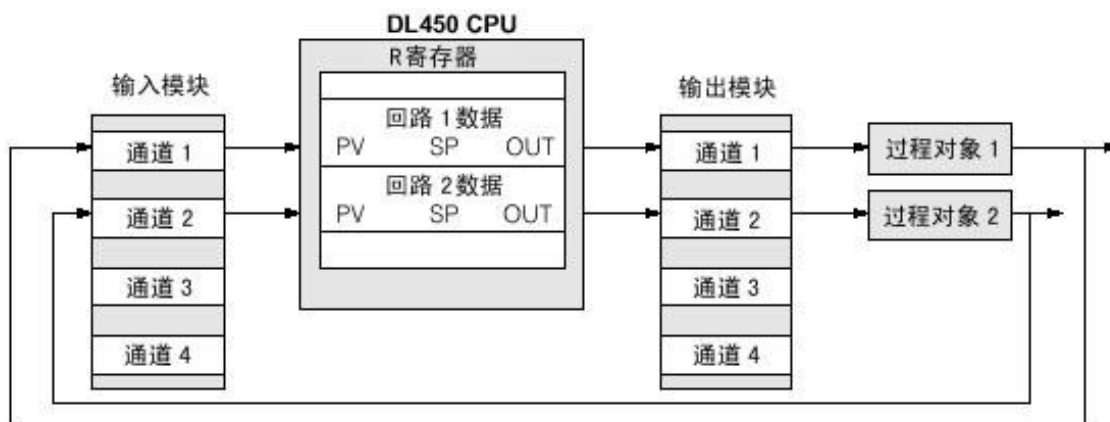 DL450 CPU
R寄存器
输入模块
通道 1
通道 2
通道 3
通道 4
回路 1数据
PV SP OUT
回路 2数据
PV SP OUT
输出模块
通道 1
通道 2
通道 3
通道 4
过程对象 1
过程对象 2